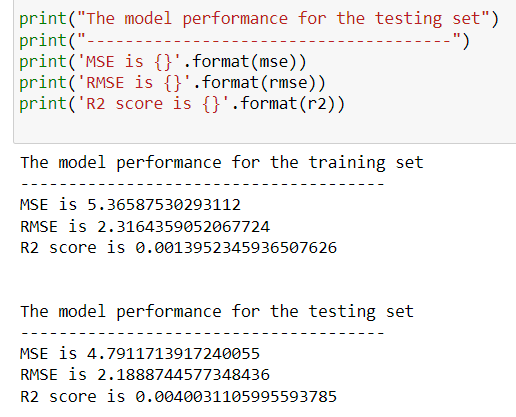 print("The model performance for the testing set")
print("--------------------------------------")
print('MSE is {}'.format(mse))
print('RMSE is {}'.format(rmse))
print('R2 score is {}'.format(r2))
The model performance for the training set
--------------------------------------
MSE is 5.36587530293112
RMSE is 2.3164359052067724
R2 score is 0.0013952345936507626
The model performance for the testing set
--------------------------------------
MSE is 4.7911713917240055
RMSE is 2.1888744577348436
R2 score is 0.0040031105995593785